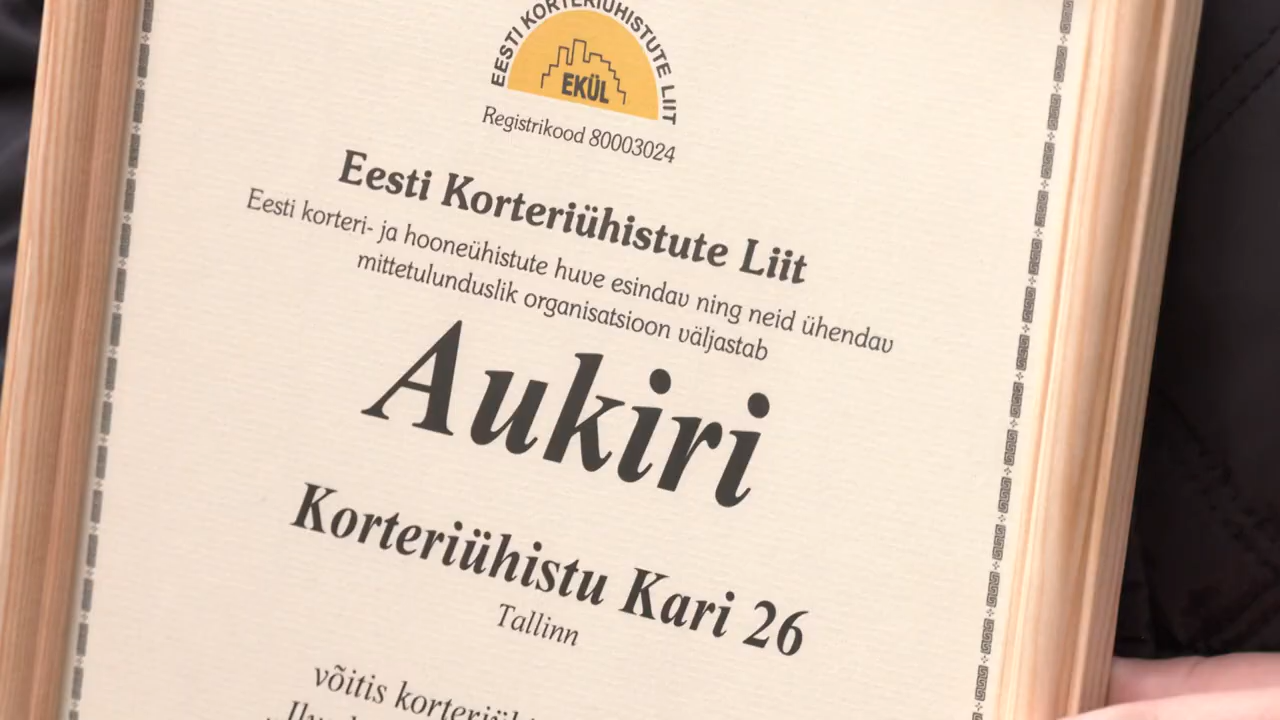 EESTI KORTERIÜHISTUTE LIIT
EKÜL
Registrikood 80003024
Eesti Korteriühistute Liit
Eesti korteri- ja hooneühistute huve esindav ning neid ühendav
mittetulunduslik organisatsioon väljastab
Aukiri
Korteriühistu Kari 26
Tallinn
võitis